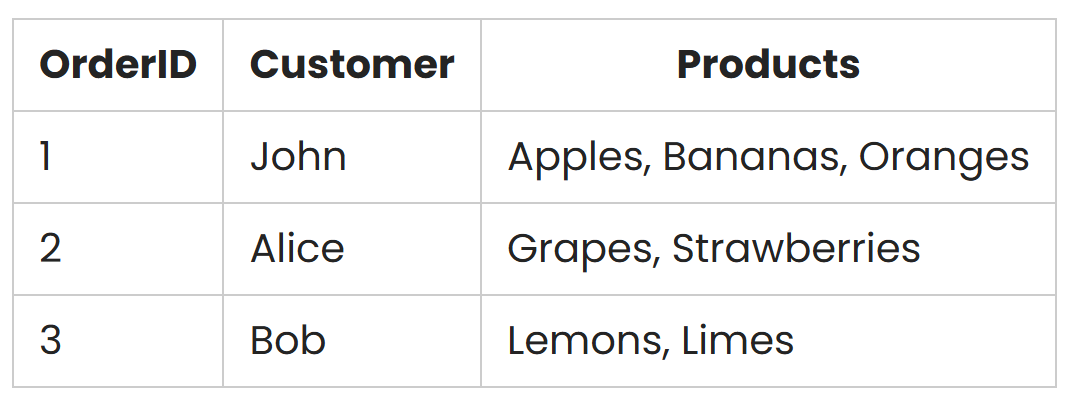 OrderID Customer Products
1 John Apples, Bananas, Oranges
2 Alice Grapes, Strawberries
3 Bob Lemons, Limes